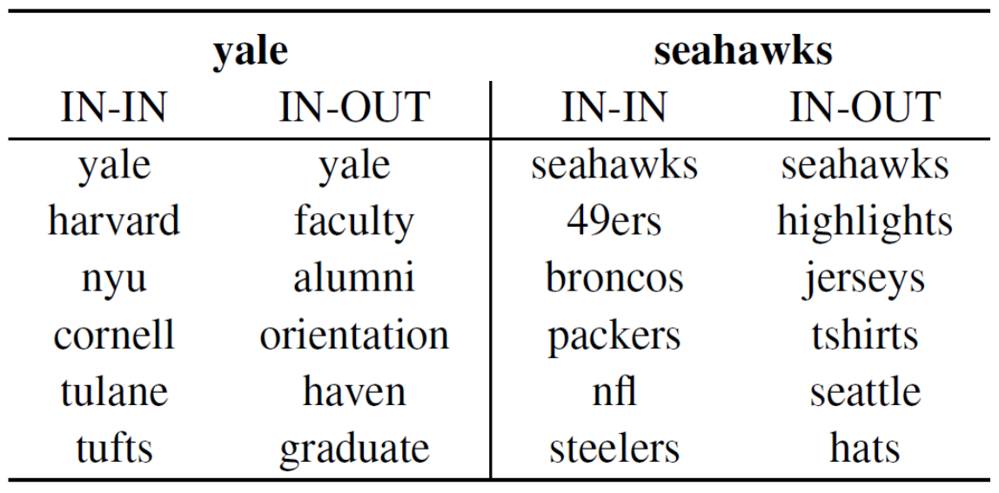 yale seahawks
IN-IN IN-OUT IN-IN IN-OUT
yale yale seahawks seahawks
harvard faculty 49ers highlights
nyu alumni broncos jerseys
cornell orientation packers tshirts
tulane haven nfl seattle
tufts graduate steelers hats